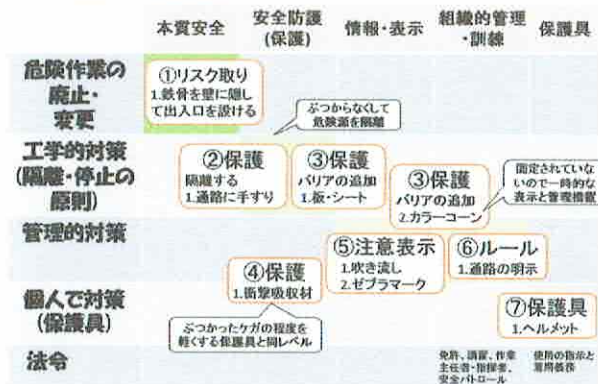 本質安全
安全防護
(保護)
情報・表示
組織的管理
・訓練
保護具
危険作業の
廃止・
変更
①リスク取り
1.鉄骨を壁に隠し
て出入口を設ける
ぶつからなくして
危険源を隔離
工学的対策
(隔離・停止の
原則)
②保護
隔離する
1.通路に手すり
③保護
バリアの追加
1.板・シート
③保護
バリアの追加
2.カラーコーン
固定されていな
いので一時的な
表示と管理措置
管理的対策
⑤注意表示
1.吹き流し
2.ゼブラマーク
⑥ルール
1.通路の明示
④保護
1.衝撃吸収材
個人で対策
(保護具)
ぶつかったケガの程度を
軽くする保護具と同レベル
⑦保護具
1.ヘルメット
法令
免許、講習、作業
主任者・指揮者、
安全パトロール
使用の指示と
着用義務